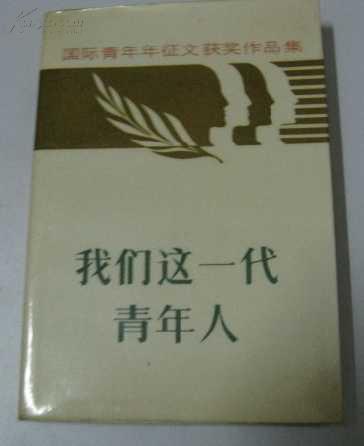 国际青年年征文获奖作品集
我们这一代
青年人